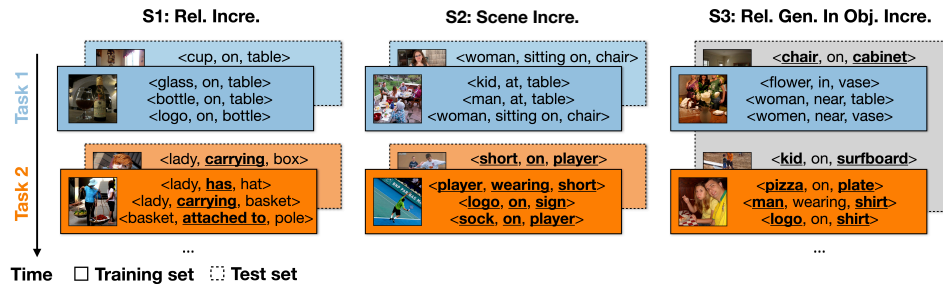 S1: Rel. Incre.
S2: Scene Incre.
S3: Rel. Gen. In Obj. Incre.
Task 1
<cup, on, table>
<glass, on, table>
<bottle, on, table>
<logo, on, bottle>
<woman, sitting on, chair>
<kid, at, table>
<man, at, table>
<woman, sitting on, chair>
<chair, on, cabinet>
<flower, in, vase>
<woman, near, table>
<women, near, vase>
Task 2
<lady, carrying, box>
<lady, has, hat>
<lady, carrying, basket>
<basket, attached to, pole>
<short, on, player>
<player, wearing, short>
<logo, on, sign>
<sock, on, player>
<kid, on, surfboard>
<pizza, on, plate>
<man, wearing, shirt>
<logo, on, shirt>
...
...
Time
Training set
Test set